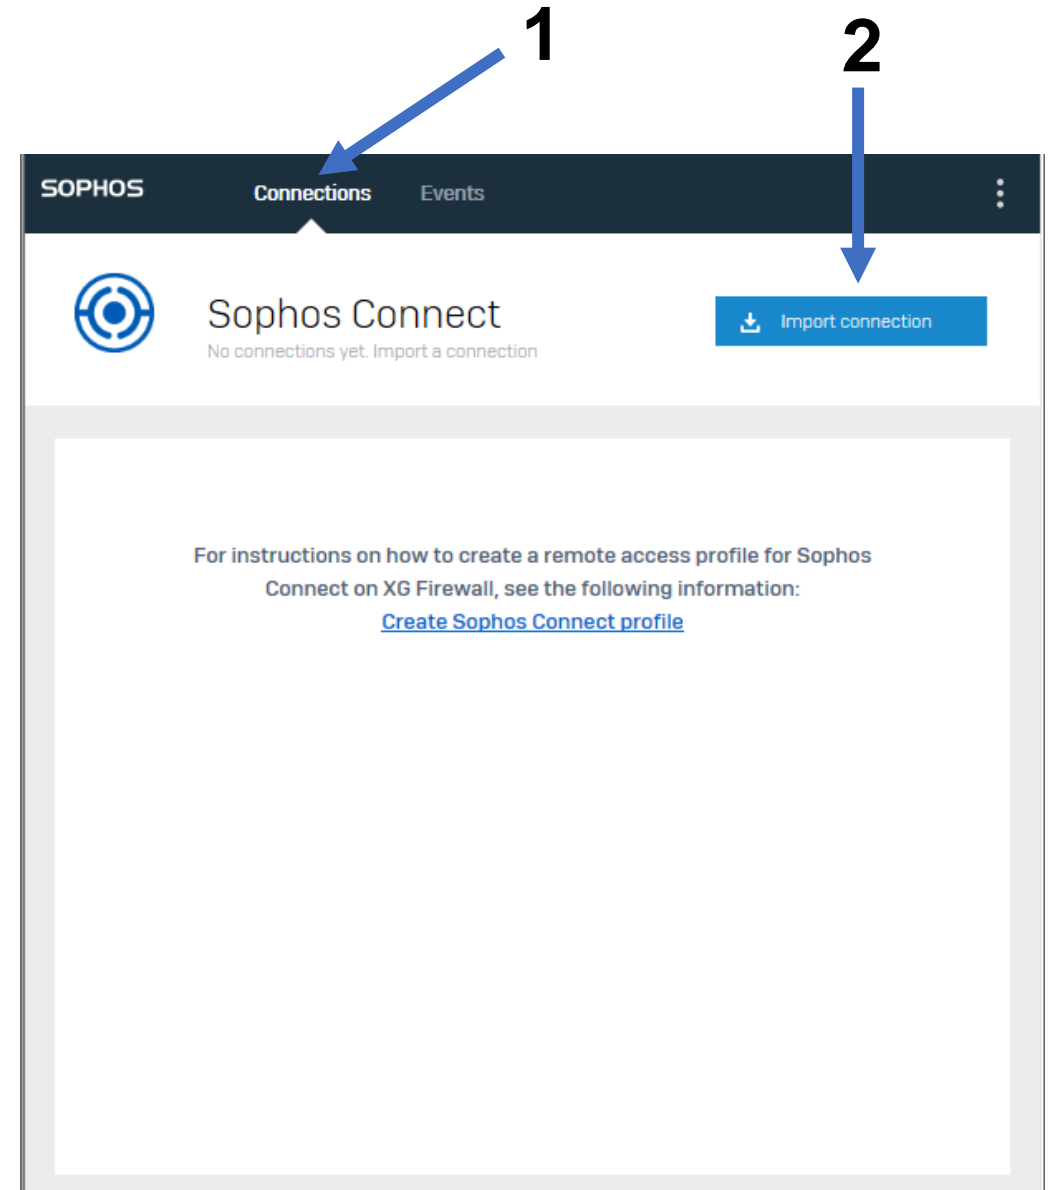 1
2
SOPHOS
Connections
Events
Sophos Connect
No connections yet. Import a connection
Import connection
For instructions on how to create a remote access profile for Sophos
Connect on XG Firewall, see the following information:
Create Sophos Connect profile